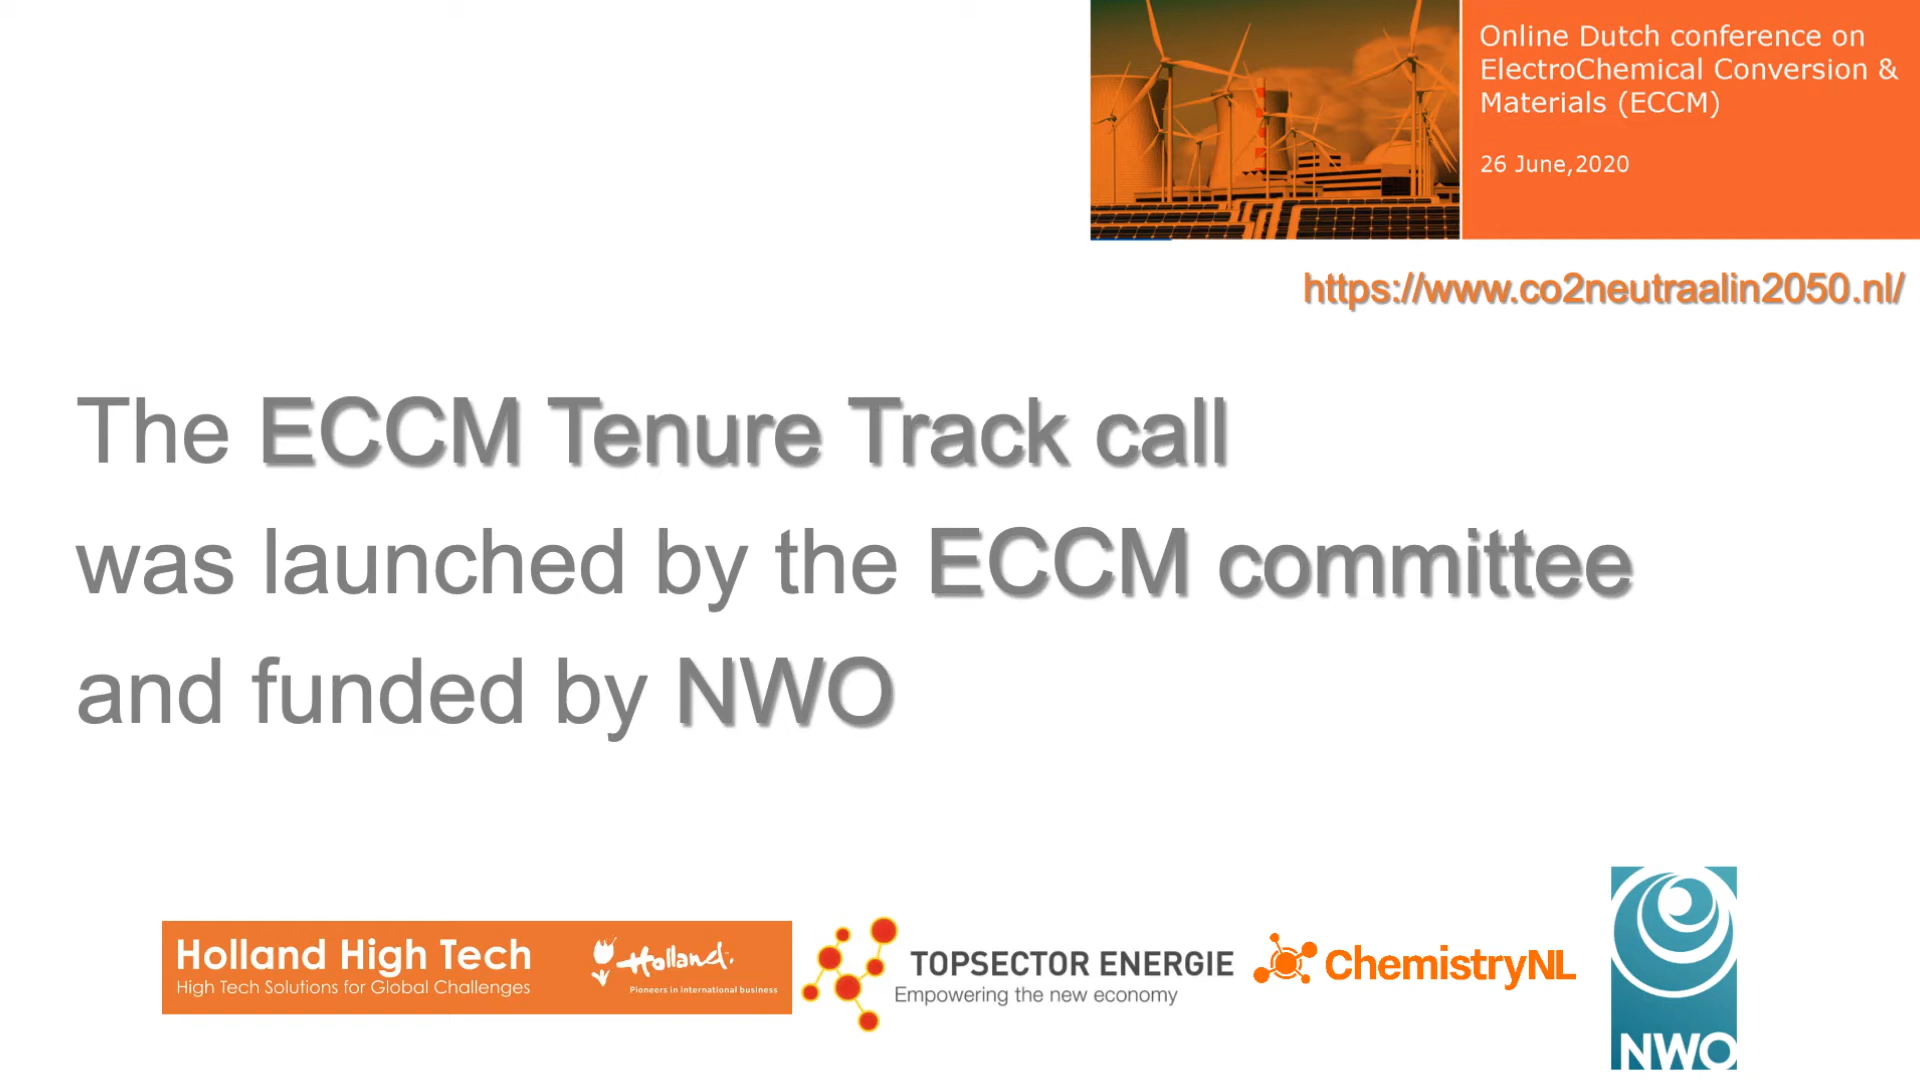 Online Dutch conference on
ElectroChemical Conversion &
Materials (ECCM)
26 June,2020
https://www.co2neutraalin2050.nl/
The ECCM Tenure Track call
was launched by the ECCM committee
and funded by NWO
Holland High Tech
High Tech Solutions for Global Challenges
Holland.
Pioneers in international business
TOPSECTOR ENERGIE
Empowering the new economy
ChemistryNL
NWO